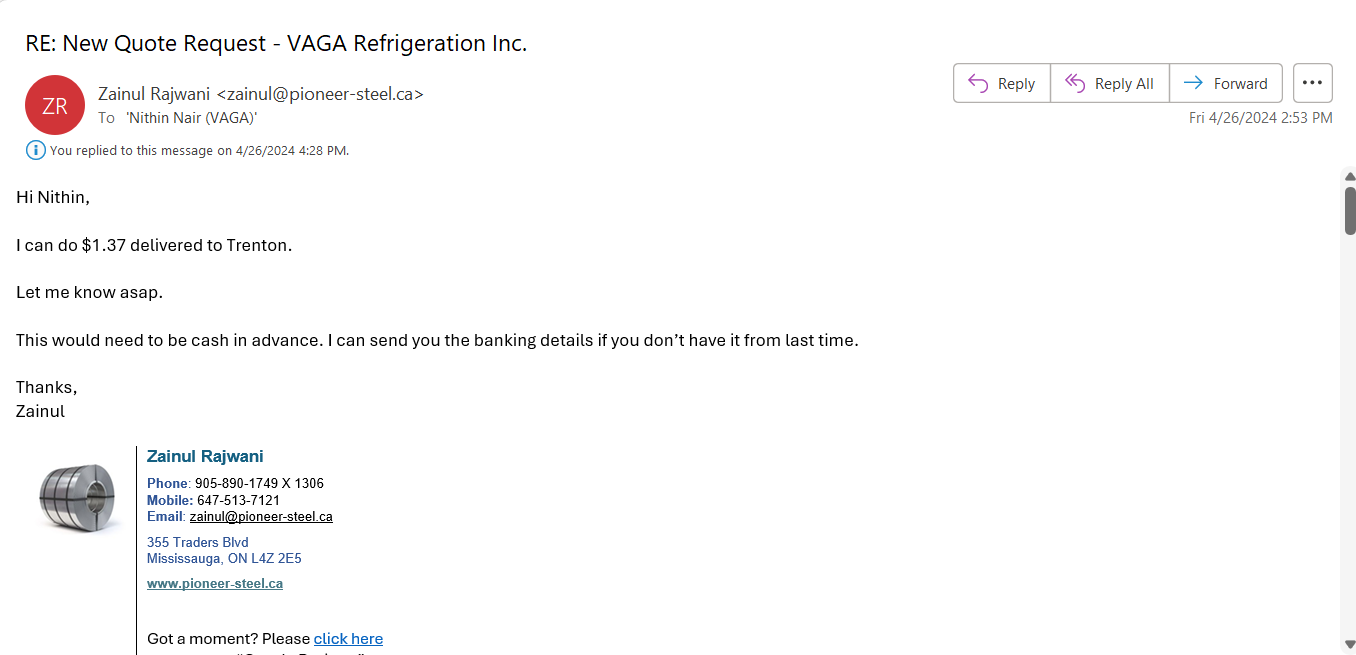 RE: New Quote Request - VAGA Refrigeration Inc.
ZR
Zainul Rajwani <zainul@pioneer-steel.ca>
To 'Nithin Nair (VAGA)'
Reply
Reply All
Forward
Fri 4/26/2024 2:53 PM
You replied to this message on 4/26/2024 4:28 PM.
Hi Nithin,
I can do $1.37 delivered to Trenton.
Let me know asap.
This would need to be cash in advance. I can send you the banking details if you don’t have it from last time.
Thanks,
Zainul
Zainul Rajwani
Phone: 905-890-1749 X 1306
Mobile: 647-513-7121
Email: zainul@pioneer-steel.ca
355 Traders Blvd
Mississauga, ON L4Z 2E5
www.pioneer-steel.ca
Got a moment? Please click here